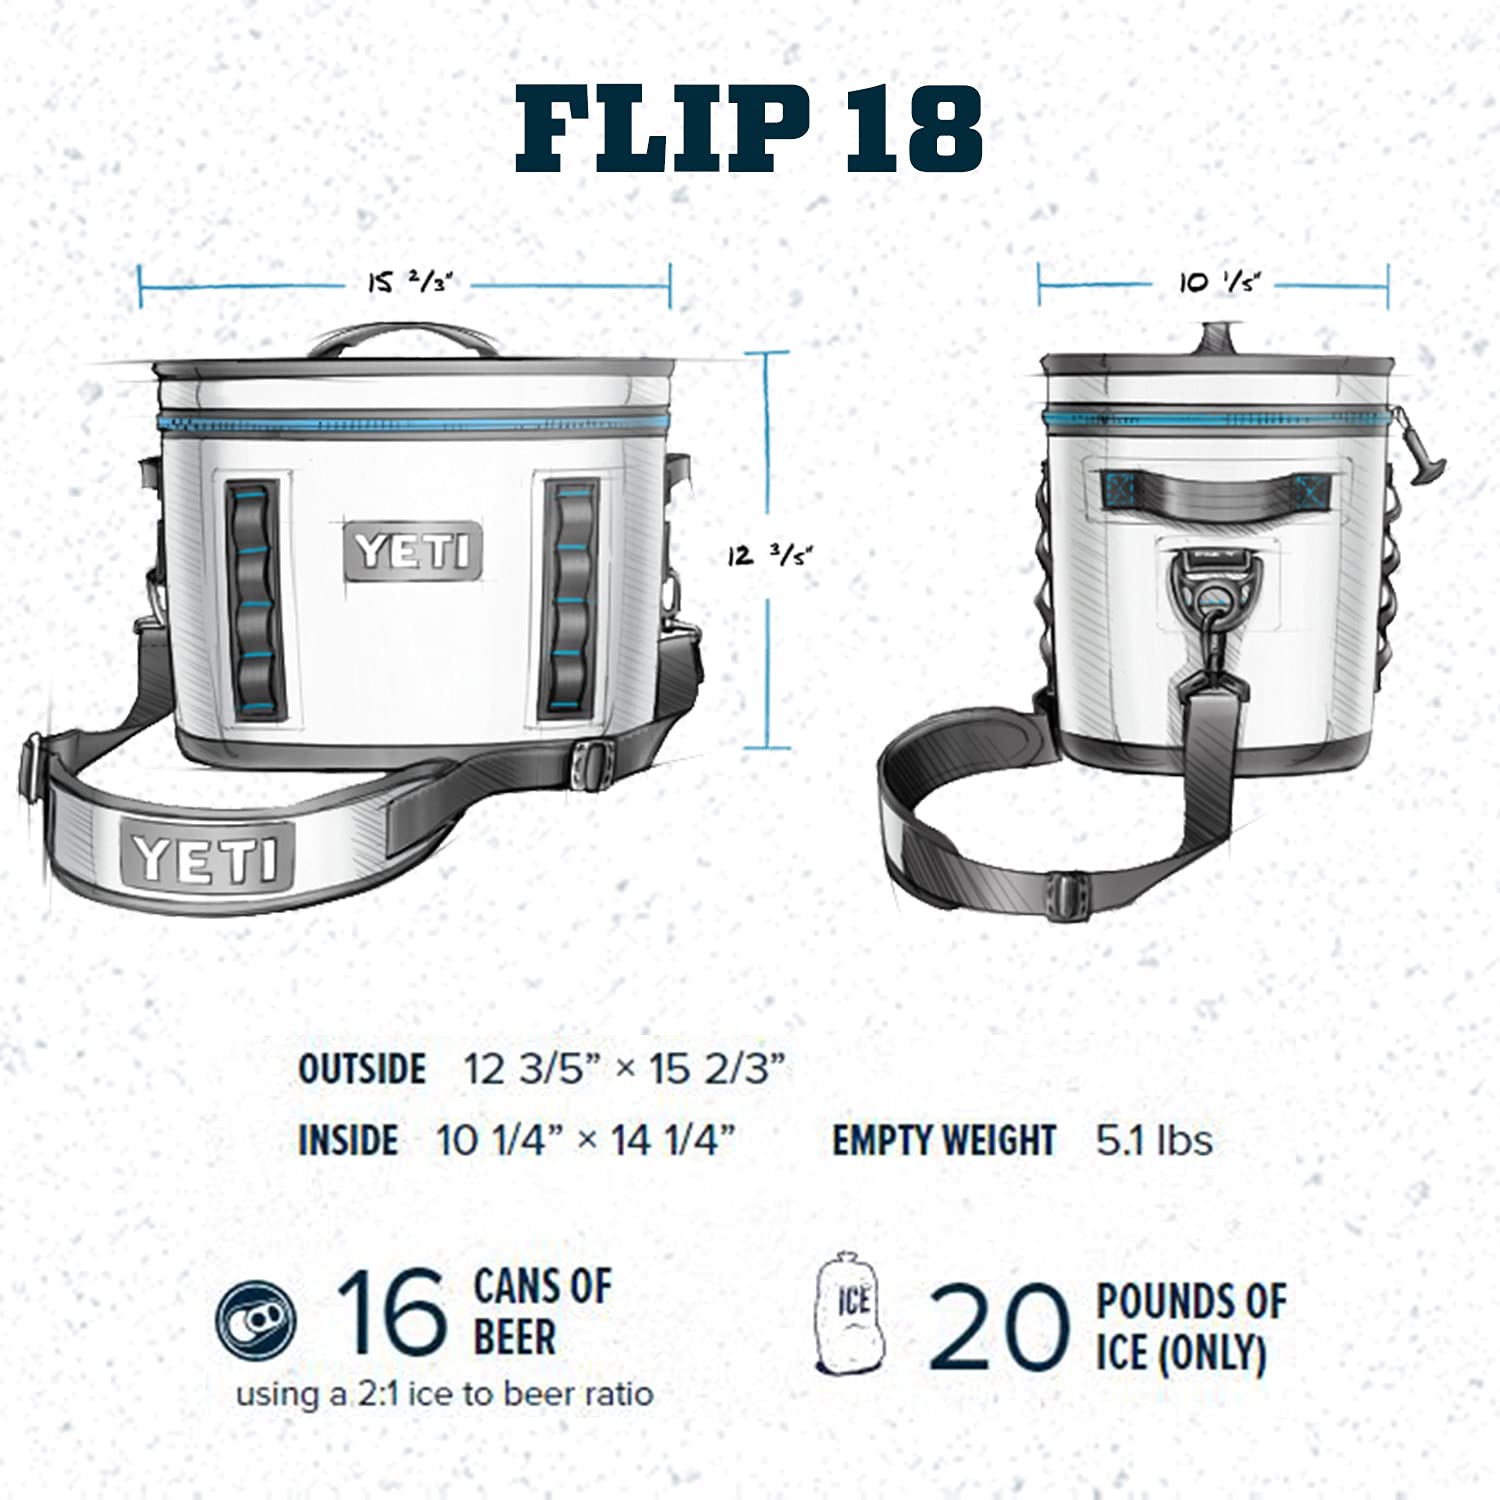 FLIP 18
15 2/3"
10 1/5"
YETI
12 3/5"
YETI
OUTSIDE 12 3/5” × 15 2/3”
INSIDE 10 1/4” × 14 1/4”
EMPTY WEIGHT 5.1 lbs
16 CANS OF
BEER
using a 2:1 ice to beer ratio
ICE
20 POUNDS OF
ICE (ONLY)